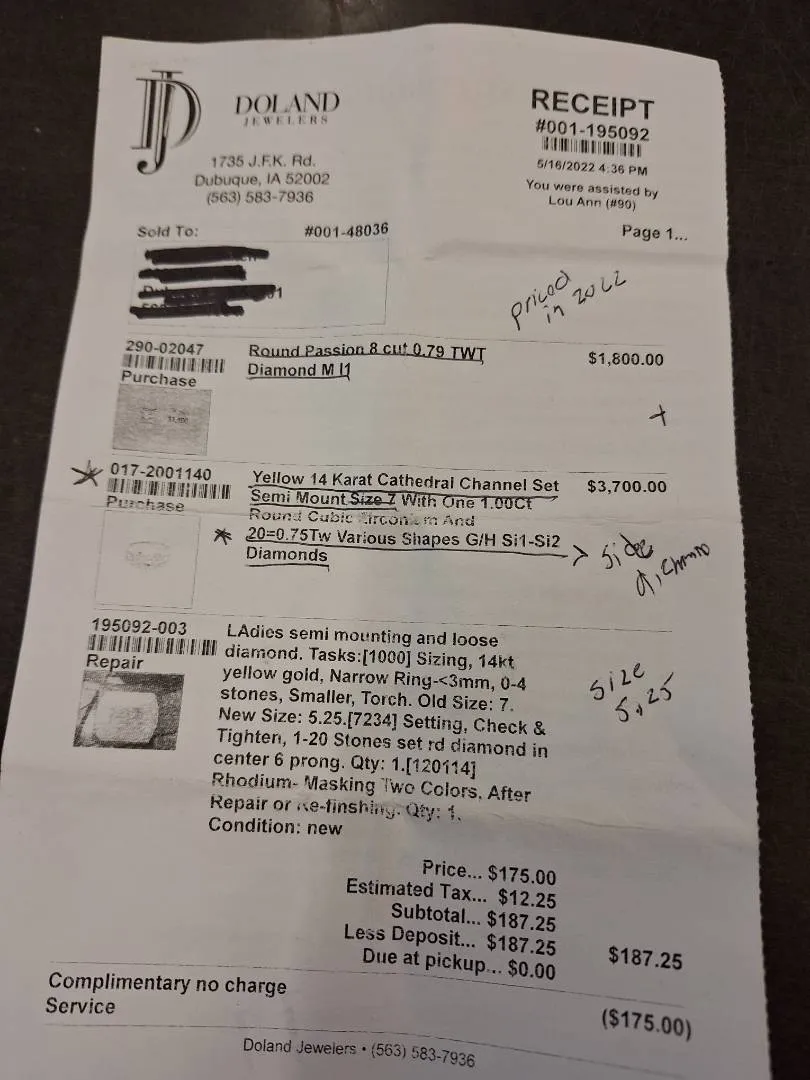 DJ
DOLAND
JEWELERS
1735 J.F.K. Rd.
Dubuque, IA 52002
(563) 583-7936
RECEIPT
#001-195092
5/16/2022 4:36 PM
You were assisted by
Lou Ann (#90)
Sold To:
#001-48036
Page 1...
priced
in 2022
290-02047
Purchase
Round Passion 8 cut 0.79 TWT
Diamond M I1
$1,800.00
+
017-2001140
Purchase
Yellow 14 Karat Cathedral Channel Set
Semi Mount Size 7 With One 1.00Ct
Round Cubic Zirconium And
20=0.75Tw Various Shapes G/H Si1-Si2
Diamonds
$3,700.00
> Side
195092-003
Repair
LAdies semi mounting and loose
diamond. Tasks:[1000] Sizing, 14kt
yellow gold, Narrow Ring-<3mm, 0-4
stones, Smaller, Torch. Old Size: 7.
New Size: 5.25.[7234] Setting, Check &
Tighten, 1-20 Stones set rd diamond in
center 6 prong. Qty: 1.[120114]
Rhodium- Masking Two Colors, After
Repair or Re-finshing. Qty: 1.
Condition: new
size
5.25
Price... $175.00
Estimated Tax... $12.25
Subtotal... $187.25
Less Deposit... $187.25
Due at pickup... $0.00
$187.25
Complimentary no charge
Service
($175.00)
Doland Jewelers • (563) 583-7936